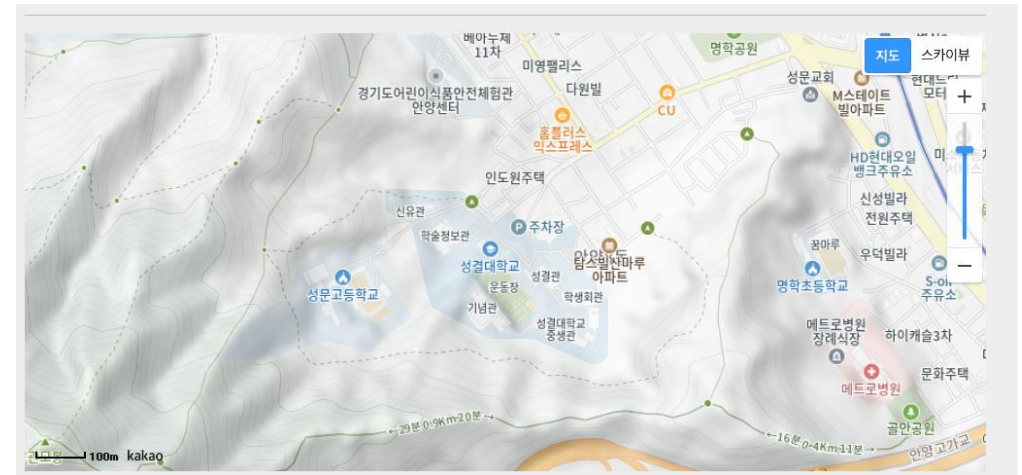 베아누제
11차
미영팰리스
명학공원
지도
스카이뷰
성문교회
다원빌
경기도어린이식품안전체험관
안양센터
CU
M스테이트
빌아파트
현대드
모터
홈플러스
익스프레스
HD현대오일
뱅크주유소
인도원주택
신성빌라
전원주택
신유관
학술정보관
주차장
꿈마루
우덕빌라
성결대학교
성결관
탐스빌산마루
아파트
성문고등학교
운동장
학생회관
명학초등학교
S-oil
주유소
기념관
성결대학교
중생관
메트로병원
장례식장
하이캐슬3차
문화주택
메트로병원
골안공원
←29분 0.9Km 20분→
←16분 0.4Km 11분→
안양고가교
100m
kakao